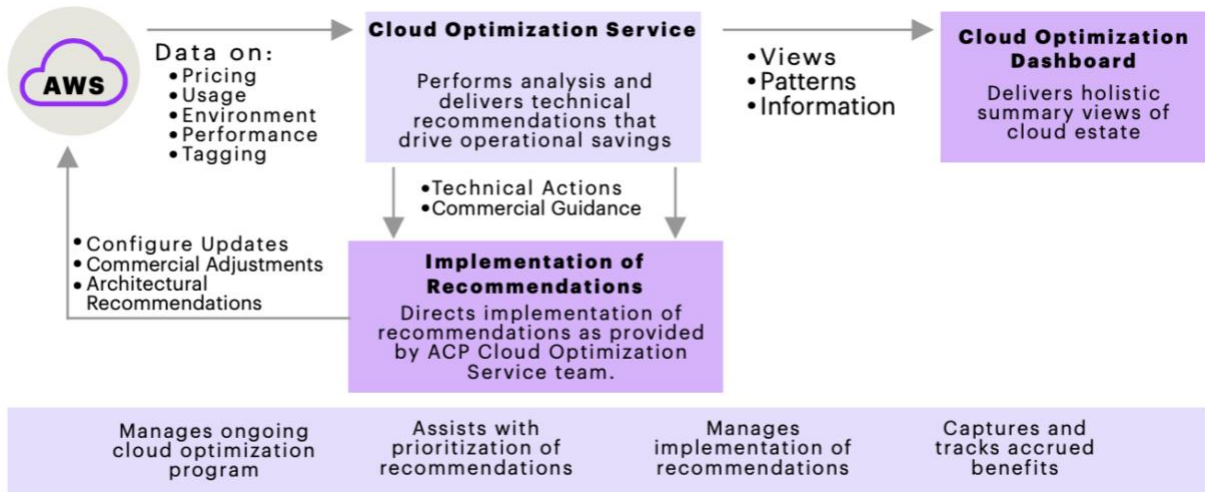 AWS
Data on:
•Pricing
•Usage
•Environment
•Performance
•Tagging
Cloud Optimization Service
Performs analysis and
delivers technical
recommendations that
drive operational savings
•Views
•Patterns
•Information
Cloud Optimization
Dashboard
Delivers holistic
summary views of
cloud estate
•Technical Actions
•Commercial Guidance
•Configure Updates
•Commercial Adjustments
•Architectural
Recommendations
Implementation of
Recommendations
Directs implementation of
recommendations as provided
by ACP Cloud Optimization
Service team.
Manages ongoing
cloud optimization
program
Assists with
prioritization of
recommendations
Manages
implementation of
recommendations
Captures and
tracks accrued
benefits